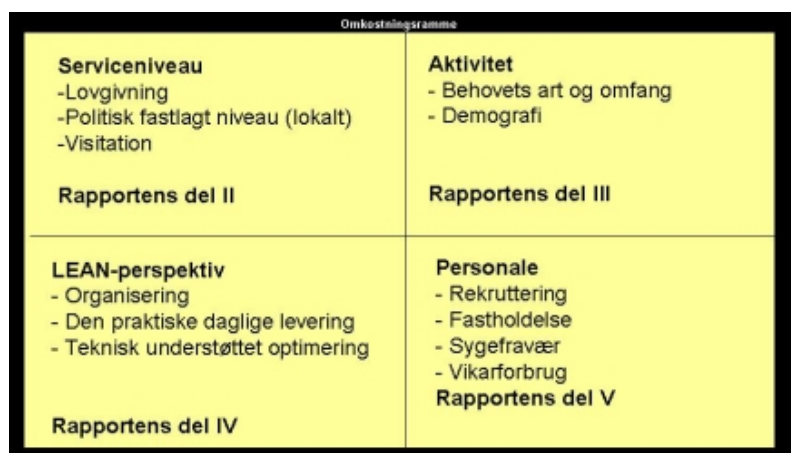 Omkostningsramme
Serviceniveau
-Lovgivning
-Politisk fastlagt niveau (lokalt)
-Visitation
Rapportens del II
Aktivitet
- Behovets art og omfang
- Demografi
Rapportens del III
LEAN-perspektiv
- Organisering
- Den praktiske daglige levering
- Teknisk understøttet optimering
Rapportens del IV
Personale
- Rekruttering
- Fastholdelse
- Sygefravær
- Vikarforbrug
Rapportens del V